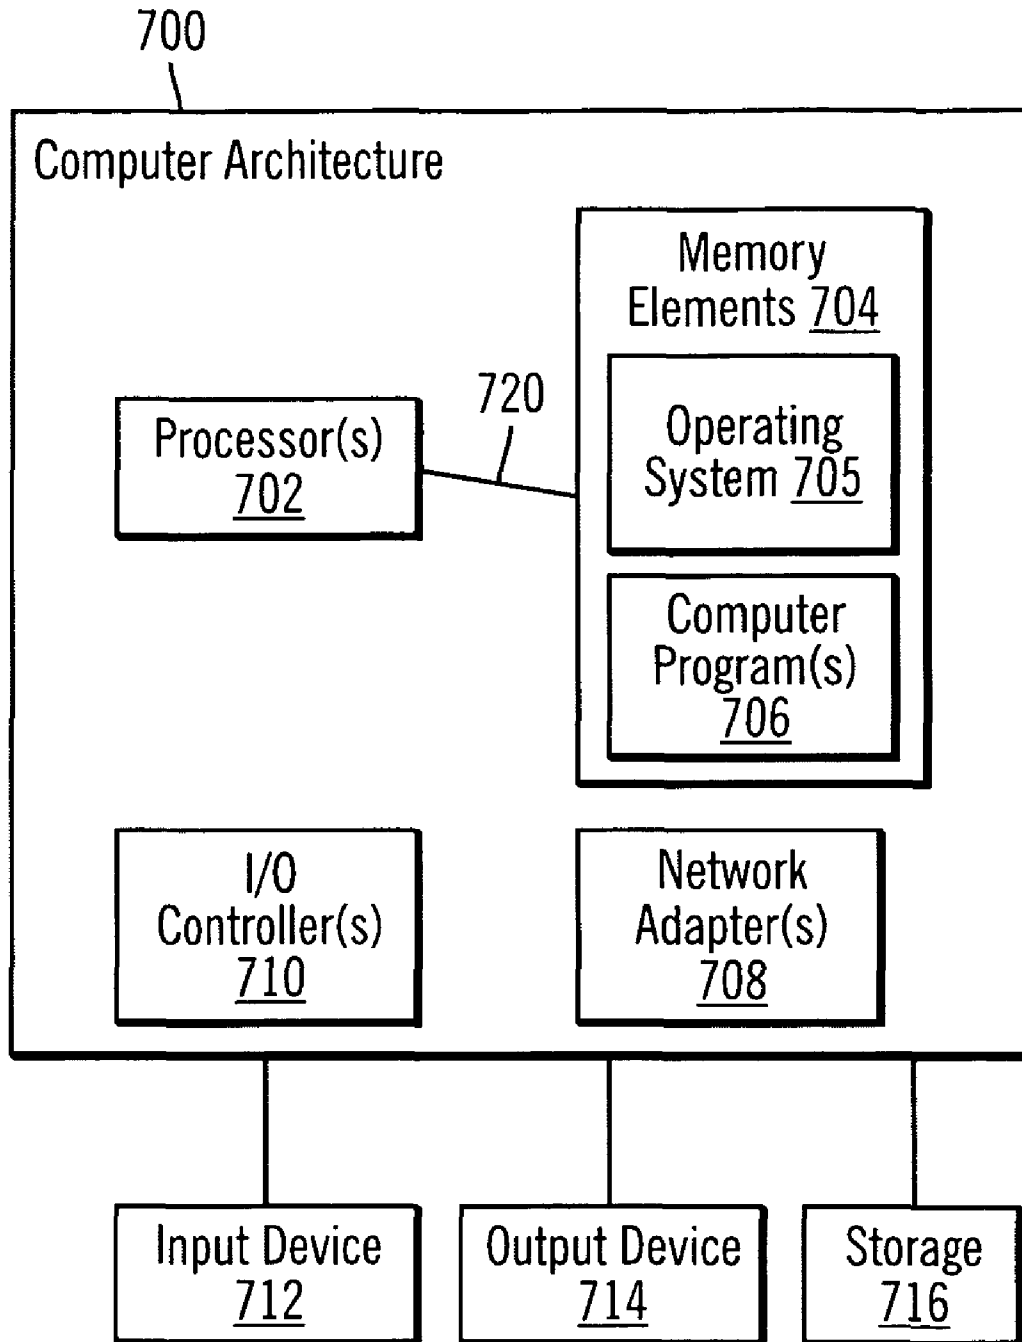 700
Computer Architecture
Memory
Elements 704
720
Processor(s)
702
Operating
System 705
Computer
Program(s)
706
I/O
Controller(s)
710
Network
Adapter(s)
708
Input Device
712
Output Device
714
Storage
716